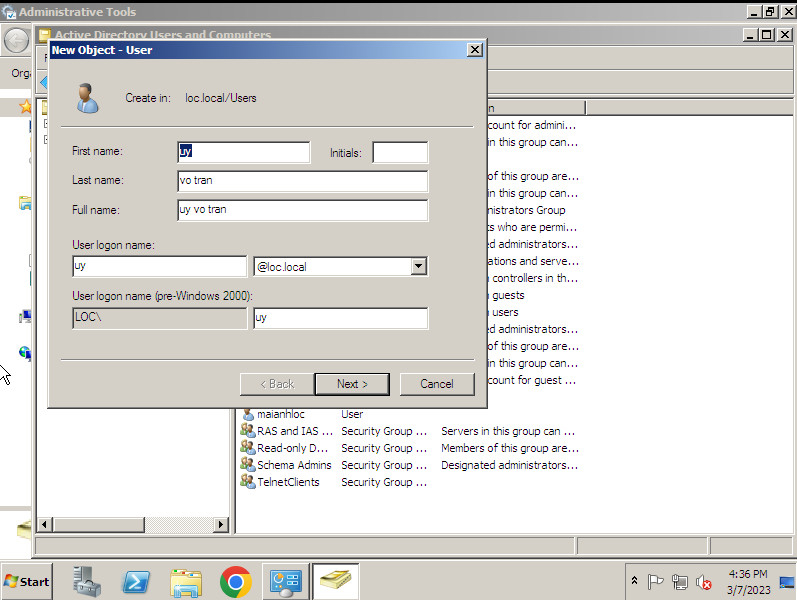 Administrative Tools
Active Directory Users and Computers
New Object - User
Create in: loc.local/Users
First name: uy Initials:
Last name: vo tran
Full name: uy vo tran
User logon name:
uy @loc.local
User logon name (pre-Windows 2000):
LOC\ uy
< Back Next > Cancel
count for admini...
in this group can...
s of this group are...
in this group can...
nistrators Group
s who are permi...
d administrators...
ations and serve...
controllers in th...
guests
users
d administrators...
s of this group are...
in this group can...
count for guest ...
maianhloc User
RAS and IAS ... Security Group ... Servers in this group can ...
Read-only D... Security Group ... Members of this group are...
Schema Admins Security Group ... Designated administrators...
TelnetClients Security Group ...
Start
4:36 PM
3/7/2023